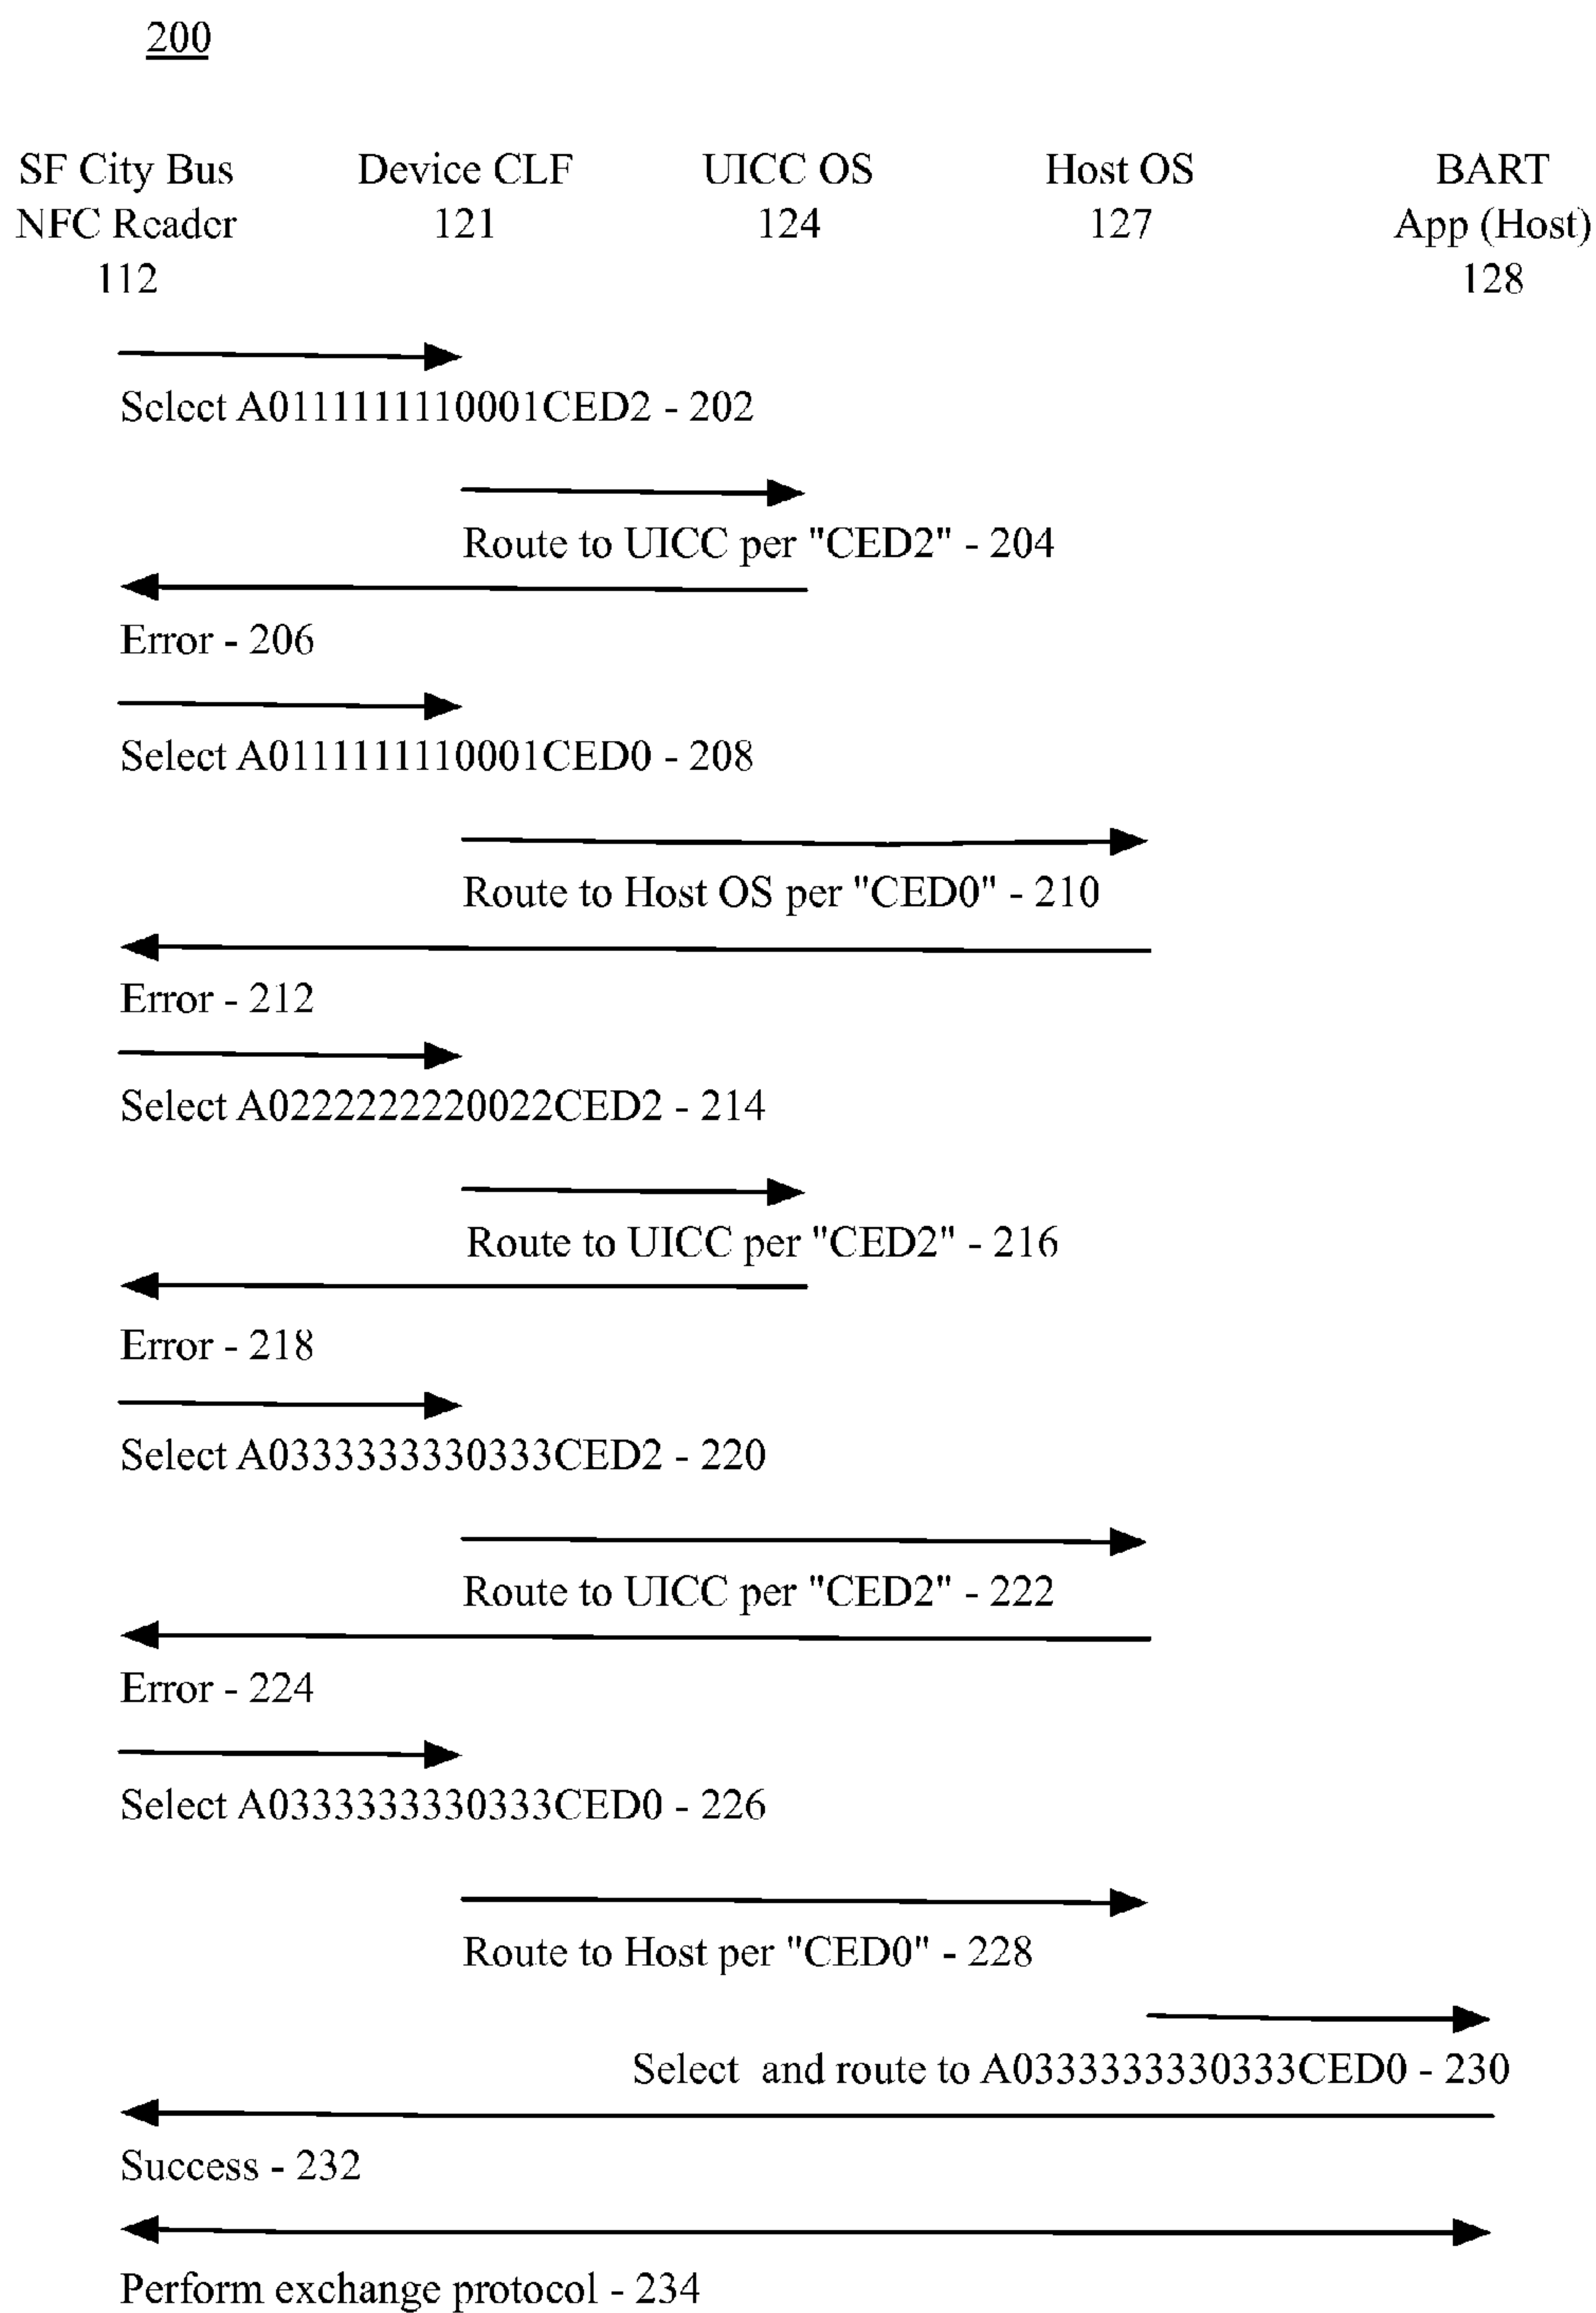 200
SF City Bus Device CLF UICC OS Host OS BART
NFC Reader 121 124 127 App (Host)
112 128
Select A0111111110001CED2 - 202
Route to UICC per "CED2" - 204
Error - 206
Select A0111111110001CED0 - 208
Route to Host OS per "CED0" - 210
Error - 212
Select A0222222220022CED2 - 214
Route to UICC per "CED2" - 216
Error - 218
Select A0333333330333CED2 - 220
Route to UICC per "CED2" - 222
Error - 224
Select A0333333330333CED0 - 226
Route to Host per "CED0" - 228
Select and route to A0333333330333CED0 - 230
Success - 232
Perform exchange protocol - 234